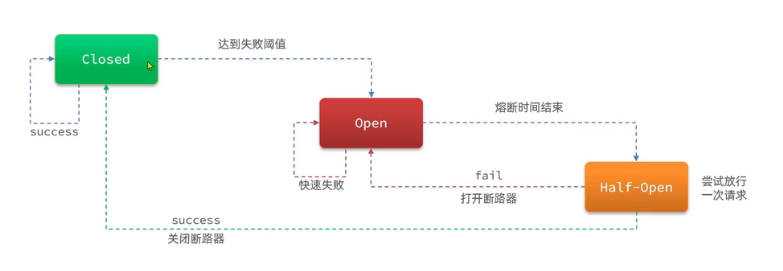 达到失败阈值
Closed
success
Open
熔断时间结束
快速失败
fail
打开断路器
Half-Open
尝试放行
一次请求
success
关闭断路器